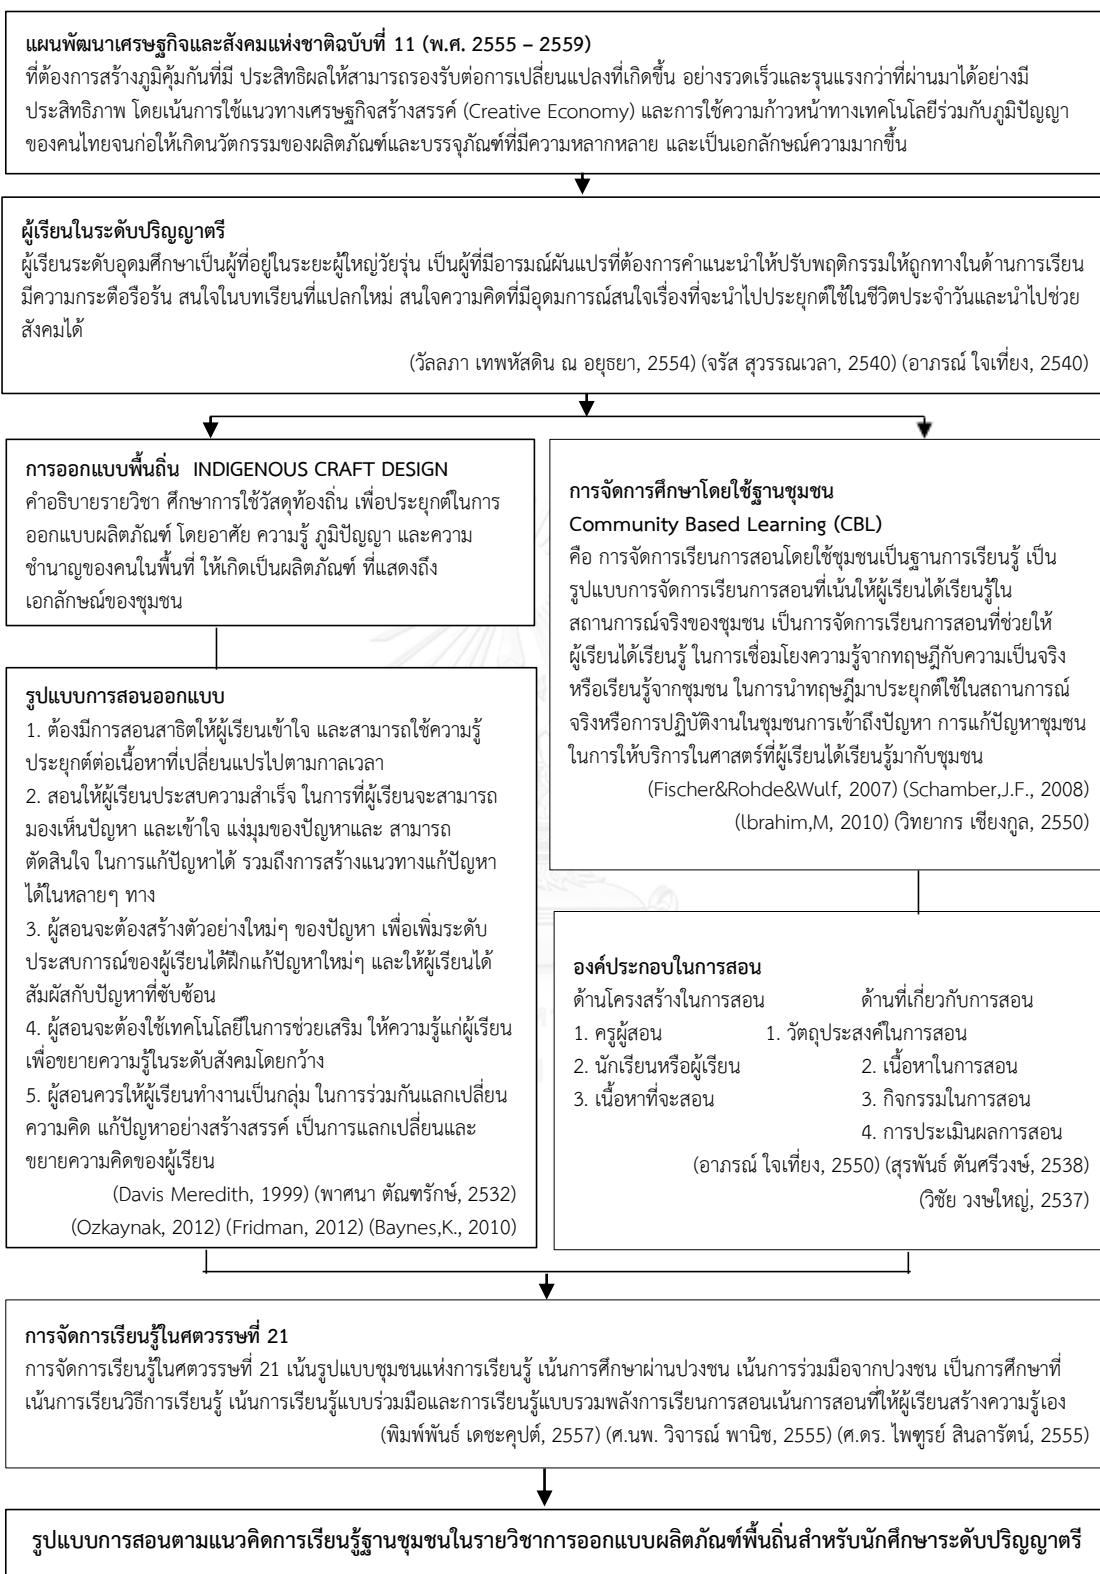 แผนพัฒนาเศรษฐกิจและสังคมแห่งชาติฉบับที่ 11 (พ.ศ. 2555 – 2559)
ที่ต้องการสร้างภูมิคุ้มกันที่มี ประสิทธิผลให้สามารถรองรับต่อการเปลี่ยนแปลงที่เกิดขึ้น อย่างรวดเร็วและรุนแรงกว่าที่ผ่านมาได้อย่างมี
ประสิทธิภาพ โดยเน้นการใช้แนวทางเศรษฐกิจสร้างสรรค์ (Creative Economy) และการใช้ความก้าวหน้าทางเทคโนโลยีร่วมกับภูมิปัญญา
ของคนไทยจนก่อให้เกิดนวัตกรรมของผลิตภัณฑ์และบรรจุภัณฑ์ที่มีความหลากหลาย และเป็นเอกลักษณ์ความมากขึ้น
ผู้เรียนในระดับปริญญาตรี
ผู้เรียนระดับอุดมศึกษาเป็นผู้ที่อยู่ในระยะผู้ใหญ่วัยรุ่น เป็นผู้ที่มีอารมณ์ผันแปรที่ต้องการคำแนะนำให้ปรับพฤติกรรมให้ถูกทางในด้านการเรียน
มีความกระตือรือร้น สนใจในบทเรียนที่แปลกใหม่ สนใจความคิดที่มีอุดมการณ์สนใจเรื่องที่จะนำไปประยุกต์ใช้ในชีวิตประจำวันและนำไปช่วย
สังคมได้
(วัลลภา เทพหัสดิน ณ อยุธยา, 2554) (จรัส สุวรรณเวลา, 2540) (อาภรณ์ ใจเที่ยง, 2540)
การออกแบบพื้นถิ่น INDIGENOUS CRAFT DESIGN
คำอธิบายรายวิชา ศึกษาการใช้วัสดุท้องถิ่น เพื่อประยุกต์ในการ
ออกแบบผลิตภัณฑ์ โดยอาศัย ความรู้ ภูมิปัญญา และความ
ชำนาญของคนในพื้นที่ ให้เกิดเป็นผลิตภัณฑ์ ที่แสดงถึง
เอกลักษณ์ของชุมชน
รูปแบบการสอนออกแบบ
1. ต้องมีการสอนสาธิตให้ผู้เรียนเข้าใจ และสามารถใช้ความรู้
ประยุกต์ต่อเนื้อหาที่เปลี่ยนแปรไปตามกาลเวลา
2. สอนให้ผู้เรียนประสบความสำเร็จ ในการที่ผู้เรียนจะสามารถ
มองเห็นปัญหา และเข้าใจ แง่มุมของปัญหาและ สามารถ
ตัดสินใจ ในการแก้ปัญหาได้ รวมถึงการสร้างแนวทางแก้ปัญหา
ได้ในหลายๆ ทาง
3. ผู้สอนจะต้องสร้างตัวอย่างใหม่ๆ ของปัญหา เพื่อเพิ่มระดับ
ประสบการณ์ของผู้เรียนได้ฝึกแก้ปัญหาใหม่ๆ และให้ผู้เรียนได้
สัมผัสกับปัญหาที่ซับซ้อน
4. ผู้สอนจะต้องใช้เทคโนโลยีในการช่วยเสริม ให้ความรู้แก่ผู้เรียน
เพื่อขยายความรู้ในระดับสังคมโดยกว้าง
5. ผู้สอนควรให้ผู้เรียนทำงานเป็นกลุ่ม ในการร่วมกันแลกเปลี่ยน
ความคิด แก้ปัญหาอย่างสร้างสรรค์ เป็นการแลกเปลี่ยนและ
ขยายความคิดของผู้เรียน
(Davis Meredith, 1999) (พาศนา ตัณฑรักษ์, 2532)
(Ozkaynak, 2012) (Fridman, 2012) (Baynes,K., 2010)
การจัดการศึกษาโดยใช้ฐานชุมชน
Community Based Learning (CBL)
คือ การจัดการเรียนการสอนโดยใช้ชุมชนเป็นฐานการเรียนรู้ เป็น
รูปแบบการจัดการเรียนการสอนที่เน้นให้ผู้เรียนได้เรียนรู้ใน
สถานการณ์จริงของชุมชน เป็นการจัดการเรียนการสอนที่ช่วยให้
ผู้เรียนได้เรียนรู้ ในการเชื่อมโยงความรู้จากทฤษฎีกับความเป็นจริง
หรือเรียนรู้จากชุมชน ในการนำทฤษฎีมาประยุกต์ใช้ในสถานการณ์
จริงหรือการปฏิบัติงานในชุมชนการเข้าถึงปัญหา การแก้ปัญหาชุมชน
ในการให้บริการในศาสตร์ที่ผู้เรียนได้เรียนรู้มากับชุมชน
(Fischer&Rohde&Wulf, 2007) (Schamber,J.F., 2008)
(lbrahim,M, 2010) (วิทยากร เชียงกูล, 2550)
องค์ประกอบในการสอน
ด้านโครงสร้างในการสอน ด้านที่เกี่ยวกับการสอน
1. ครูผู้สอน 1. วัตถุประสงค์ในการสอน
2. นักเรียนหรือผู้เรียน 2. เนื้อหาในการสอน
3. เนื้อหาที่จะสอน 3. กิจกรรมในการสอน
4. การประเมินผลการสอน
(อาภรณ์ ใจเที่ยง, 2550) (สุรพันธ์ ตันศรีวงษ์, 2538)
(วิชัย วงษใหญ่, 2537)
การจัดการเรียนรู้ในศตวรรษที่ 21
การจัดการเรียนรู้ในศตวรรษที่ 21 เน้นรูปแบบชุมชนแห่งการเรียนรู้ เน้นการศึกษาผ่านปวงชน เน้นการร่วมมือจากปวงชน เป็นการศึกษาที่
เน้นการเรียนวิธีการเรียนรู้ เน้นการเรียนรู้แบบร่วมมือและการเรียนรู้แบบรวมพลังการเรียนการสอนเน้นการสอนที่ให้ผู้เรียนสร้างความรู้เอง
(พิมพ์พันธ์ เดชะคุปต์, 2557) (ศ.นพ. วิจารณ์ พานิช, 2555) (ศ.ดร. ไพฑูรย์ สินลารัตน์, 2555)
รูปแบบการสอนตามแนวคิดการเรียนรู้ฐานชุมชนในรายวิชาการออกแบบผลิตภัณฑ์พื้นถิ่นสำหรับนักศึกษาระดับปริญญาตรี